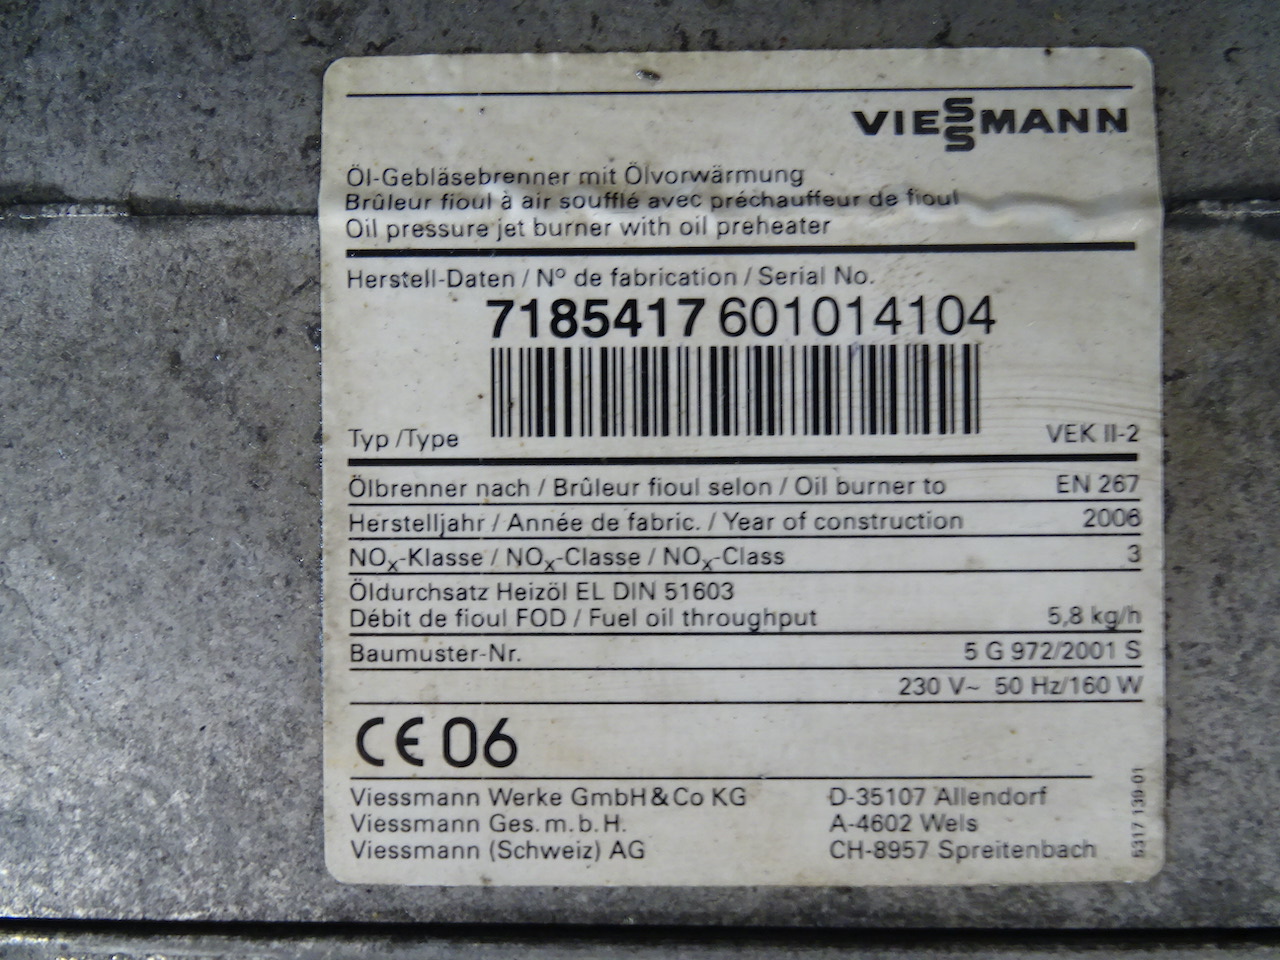 VIESSMANN
Öl-Gebläsebrenner mit Ölvorwärmung
Brûleur fioul à air soufflé avec préchauffeur de fioul
Oil pressure jet burner with oil preheater
Herstell-Daten / Nº de fabrication / Serial No.
7185417 601014104
Typ /Type VEK II-2
Ölbrenner nach / Brûleur fioul selon / Oil burner to EN 267
Herstelljahr / Année de fabric. / Year of construction 2006
NOx-Klasse / NOx-Classe / NOx-Class 3
Öldurchsatz Heizöl EL DIN 51603
Débit de fioul FOD / Fuel oil throughput 5,8 kg/h
Baumuster-Nr. 5 G 972/2001 S
230 V~ 50 Hz/160 W
CE 06
Viessmann Werke GmbH & Co KG D-35107 Allendorf
Viessmann Ges. m. b. H. A-4602 Wels
Viessmann (Schweiz) AG CH-8957 Spreitenbach
5317 139-01